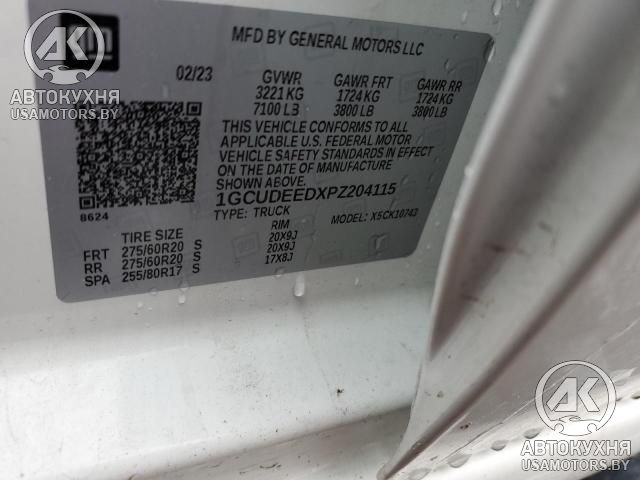 GM
MFD BY GENERAL MOTORS LLC
02/23 GVWR GAWR FRT GAWR RR
3221 KG 1724 KG 1724 KG
7100 LB 3800 LB 3800 LB
THIS VEHICLE CONFORMS TO ALL
APPLICABLE U.S. FEDERAL MOTOR
VEHICLE SAFETY STANDARDS IN EFFECT
ON THE DATE OF MANUFACTURE
SHOWN ABOVE.
8624
1GCUDEEDXPZ204115
TYPE: TRUCK MODEL: X5CK10743
TIRE SIZE RIM
FRT 275/60R20 S 20X9J
RR 275/60R20 S 20X9J
SPA 255/80R17 S 17X8J
АК
АВТОКУХНЯ
USAMOTORS.BY
АК
АВТОКУХНЯ
USAMOTORS.BY